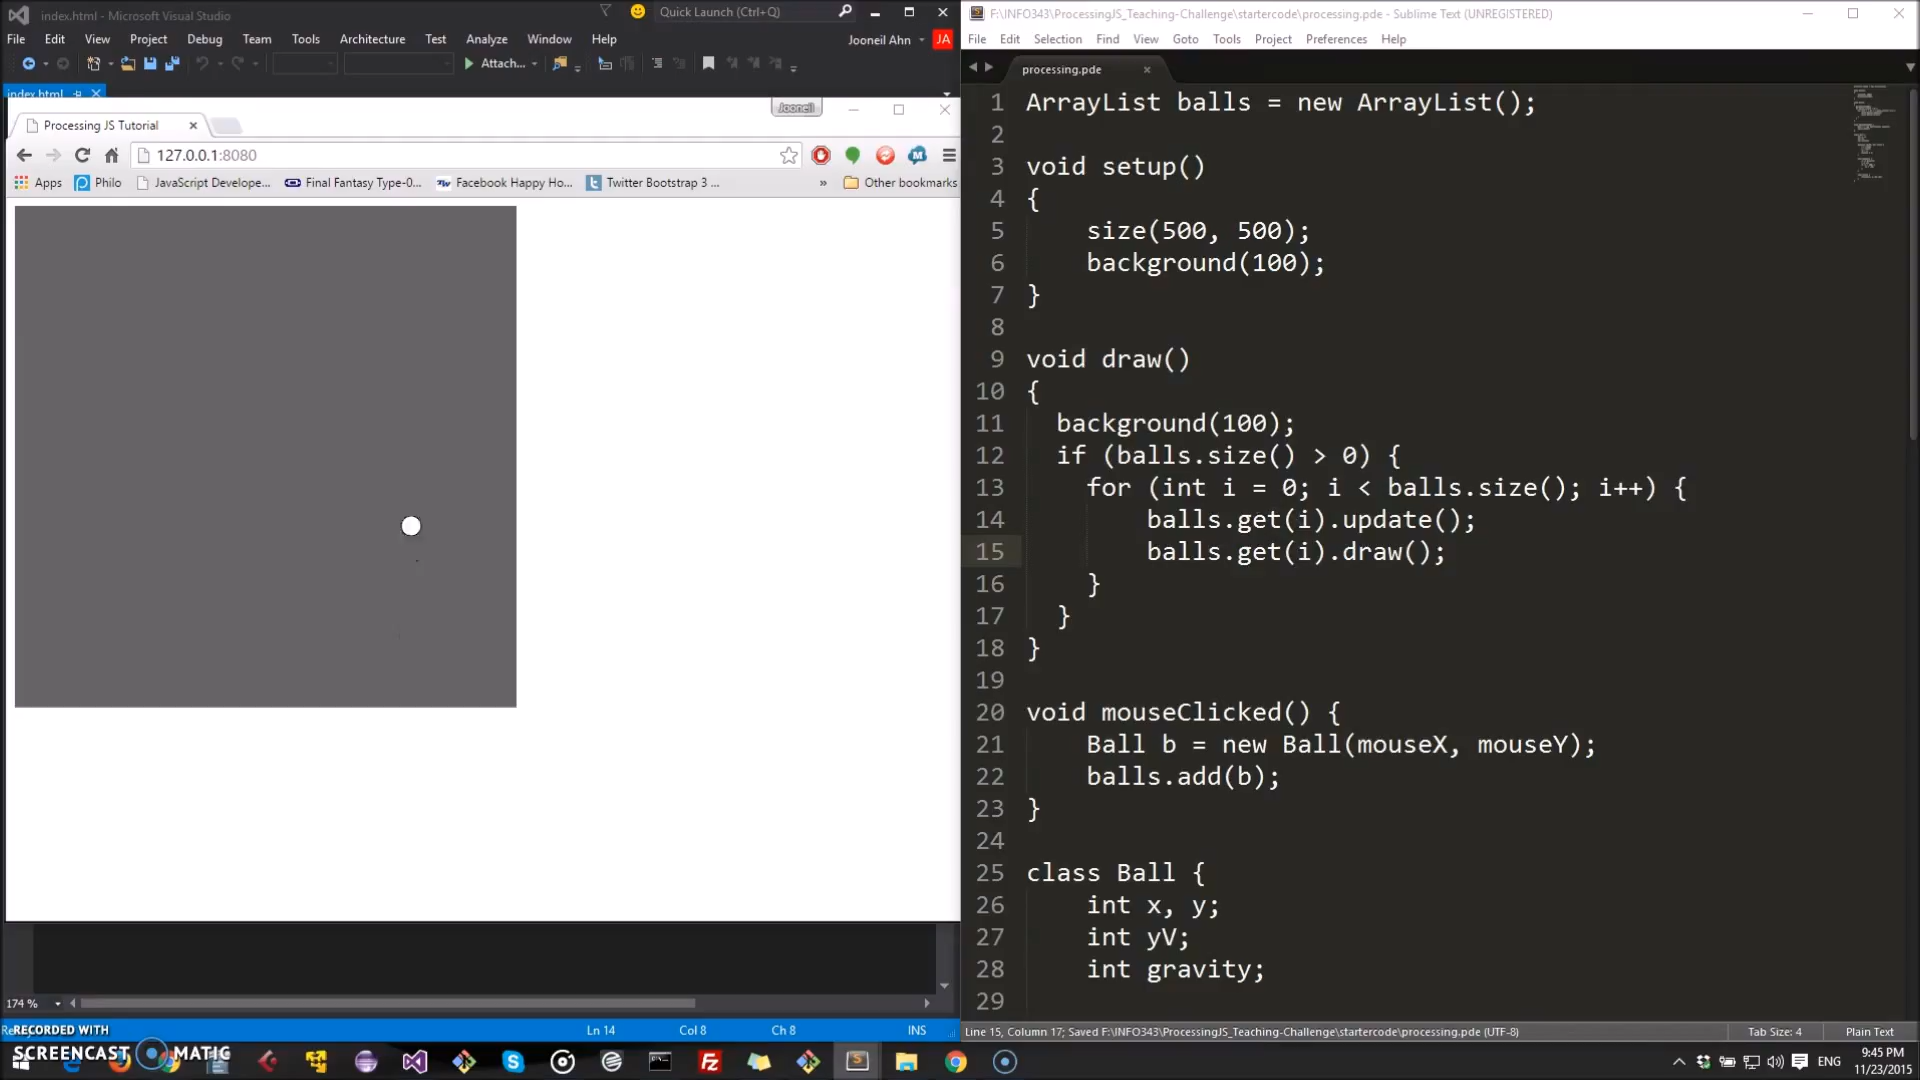 index.html - Microsoft Visual Studio
Quick Launch (Ctrl+Q)
File Edit View Project Debug Team Tools Architecture Test Analyze Window Help
Jooneil Ahn JA
Attach...
index.html
Jooneil
Processing JS Tutorial
127.0.0.1:8080
Apps Philo JavaScript Develope... Final Fantasy Type-0... Facebook Happy Ho... Twitter Bootstrap 3 ... » Other bookmarks
174 %
Ln 14 Col 8 Ch 8 INS
RECORDED WITH
SCREENCAST MATIC
F:\INFO343\ProcessingJS_Teaching-Challenge\startercode\processing.pde - Sublime Text (UNREGISTERED)
File Edit Selection Find View Goto Tools Project Preferences Help
processing.pde
1 ArrayList balls = new ArrayList();
2
3 void setup()
4 {
5 size(500, 500);
6 background(100);
7 }
8
9 void draw()
10 {
11 background(100);
12 if (balls.size() > 0) {
13 for (int i = 0; i < balls.size(); i++) {
14 balls.get(i).update();
15 balls.get(i).draw();
16 }
17 }
18 }
19
20 void mouseClicked() {
21 Ball b = new Ball(mouseX, mouseY);
22 balls.add(b);
23 }
24
25 class Ball {
26 int x, y;
27 int yV;
28 int gravity;
29
Line 15, Column 17; Saved F:\INFO343\ProcessingJS_Teaching-Challenge\startercode\processing.pde (UTF-8)
Tab Size: 4 Plain Text
ENG
9:45 PM
11/23/2015